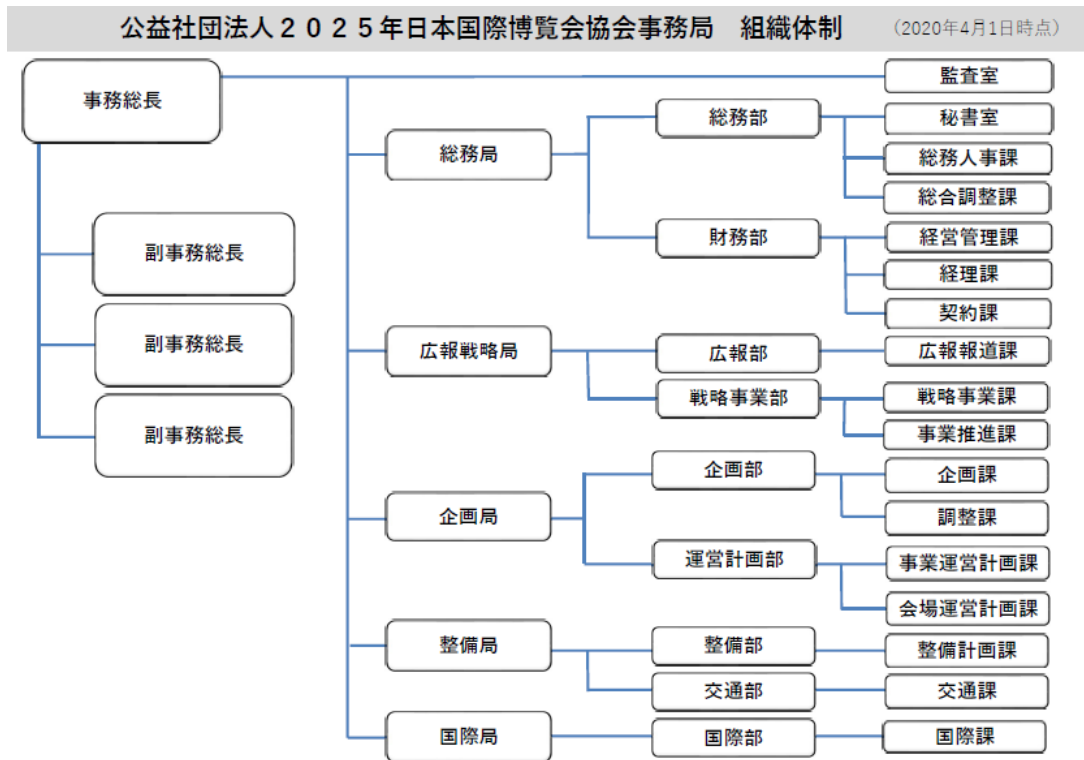 公益社団法人２０２５年日本国際博覧会協会事務局　組織体制　（2020年4月1日時点）
事務総長
監査室
総務局
総務部
秘書室
総務人事課
総合調整課
財務部
経営管理課
経理課
契約課
副事務総長
副事務総長
副事務総長
広報戦略局
広報部
広報報道課
戦略事業部
戦略事業課
事業推進課
企画局
企画部
企画課
調整課
運営計画部
事業運営計画課
会場運営計画課
整備局
整備部
整備計画課
交通部
交通課
国際局
国際部
国際課